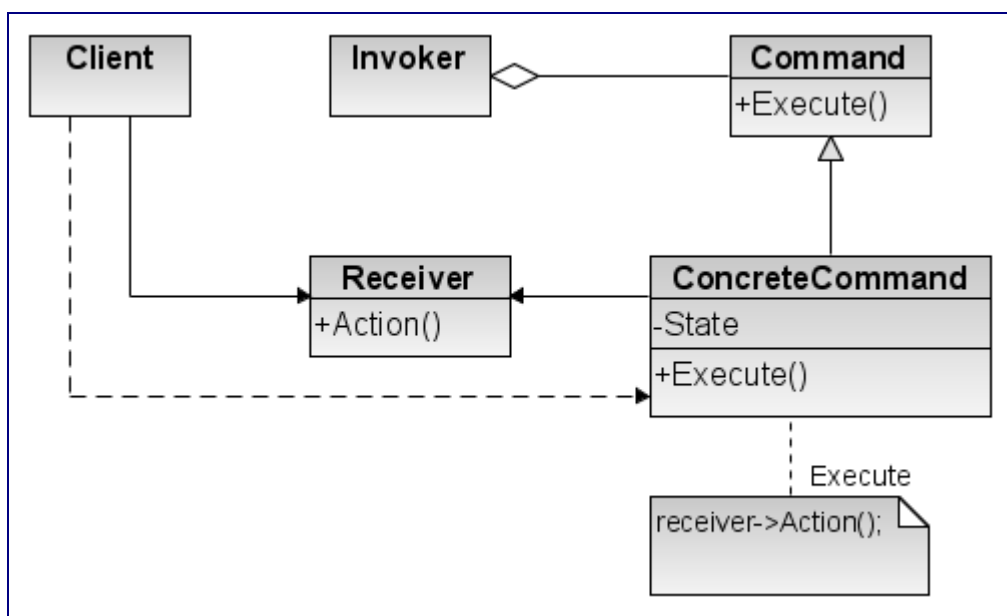 Client
Invoker
Command
+Execute()
Receiver
+Action()
ConcreteCommand
-State
+Execute()
Execute
receiver->Action();